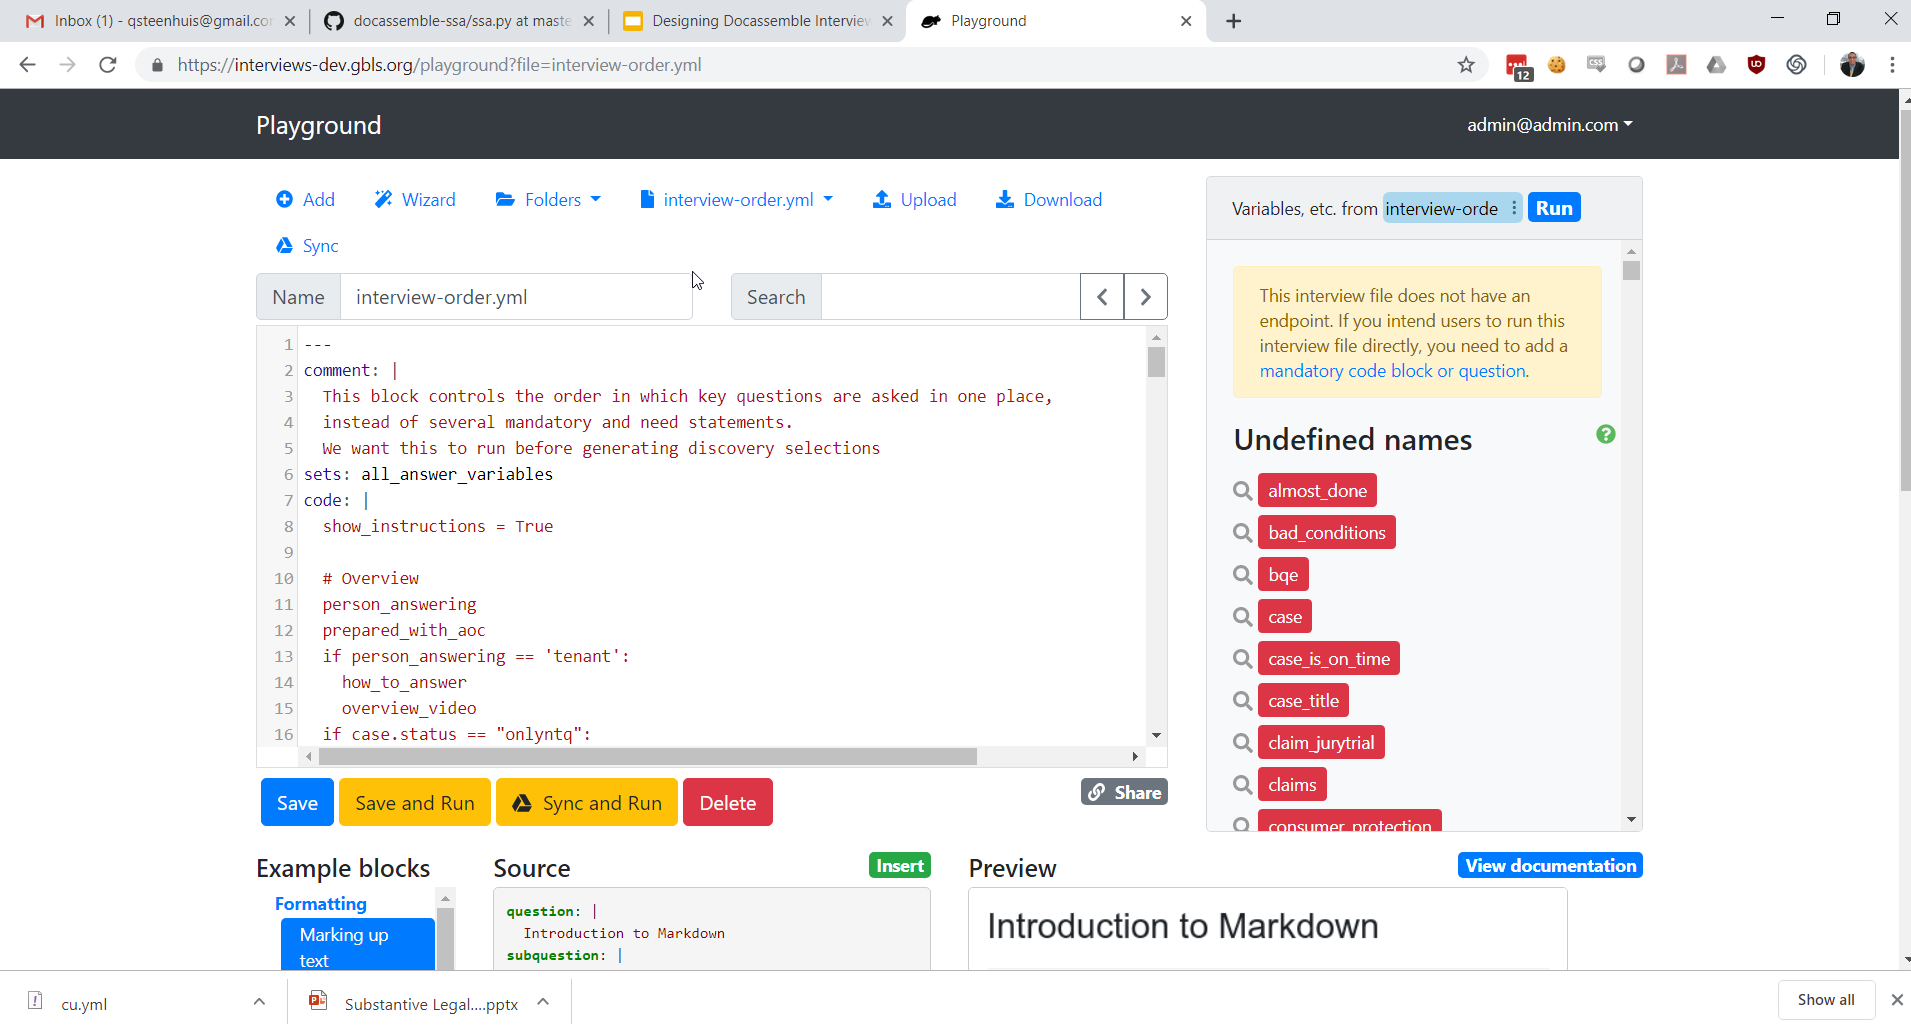 Inbox (1) - qsteenhuis@gmail.co
docassemble-ssa/ssa.py at maste
Designing Docassemble Interview
Playground
https://interviews-dev.gbls.org/playground?file=interview-order.yml
12
CSS
Playground
admin@admin.com
Add
Wizard
Folders
interview-order.yml
Upload
Download
Sync
Name
interview-order.yml
Search
1 ---
2 comment: |
3 This block controls the order in which key questions are asked in one place,
4 instead of several mandatory and need statements.
5 We want this to run before generating discovery selections
6 sets: all_answer_variables
7 code: |
8 show_instructions = True
9
10 # Overview
11 person_answering
12 prepared_with_aoc
13 if person_answering == 'tenant':
14 how_to_answer
15 overview_video
16 if case.status == "onlyntq":
Save
Save and Run
Sync and Run
Delete
Share
Variables, etc. from interview-orde
Run
This interview file does not have an
endpoint. If you intend users to run this
interview file directly, you need to add a
mandatory code block or question.
Undefined names
almost_done
bad_conditions
bqe
case
case_is_on_time
case_title
claim_jurytrial
claims
consumer_protection
Example blocks
Formatting
Marking up
text
Source
Insert
question: |
Introduction to Markdown
subquestion: |
Preview
View documentation
Introduction to Markdown
cu.yml
Substantive Legal....pptx
Show all